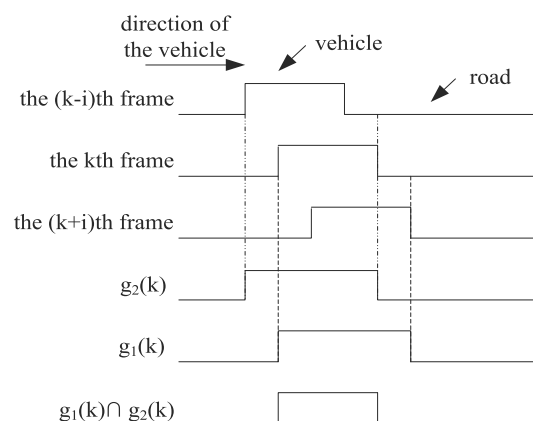 direction of
the vehicle
vehicle
road
the (k-i)th frame
the kth frame
the (k+i)th frame
g₂(k)
g₁(k)
g₁(k)∩ g₂(k)